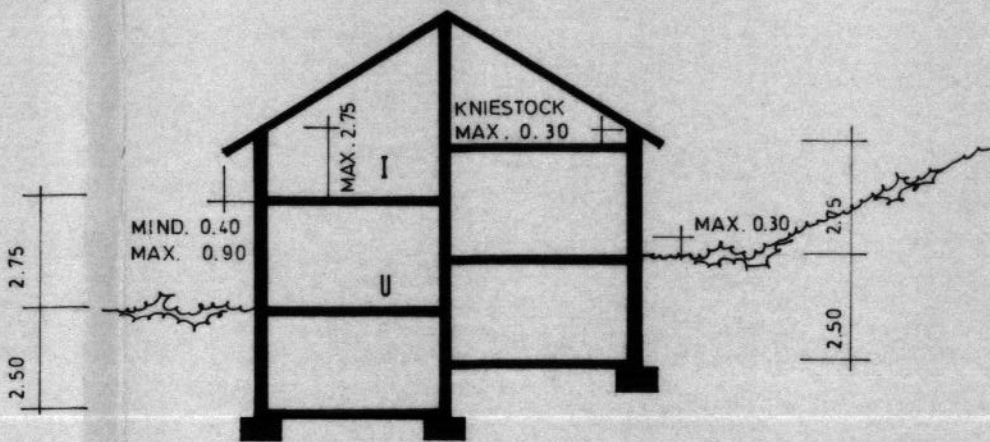 MAX. 2.75
I
KNIESTOCK
MAX. 0.30
MIND. 0.40
MAX. 0.90
U
MAX. 0.30
2.75
2.50
2.75
2.50